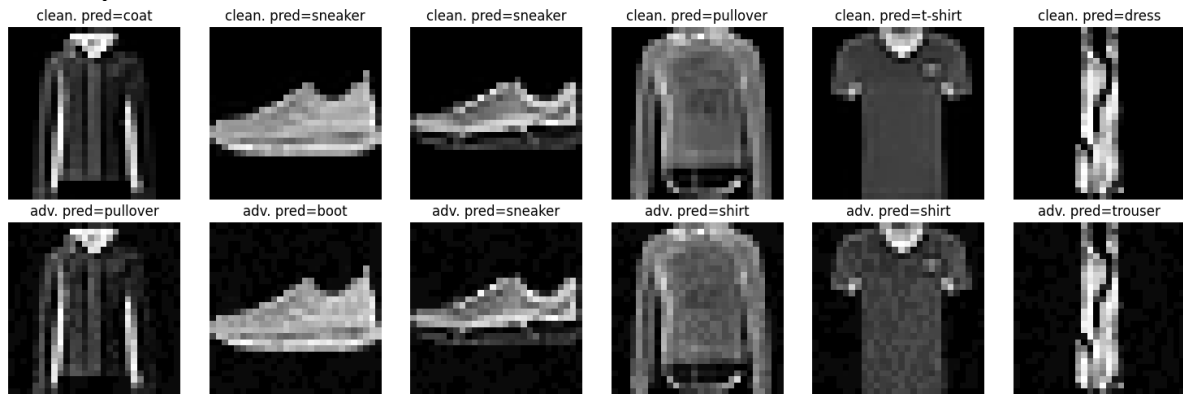 clean. pred=coat clean. pred=sneaker clean. pred=sneaker clean. pred=pullover clean. pred=t-shirt clean. pred=dress
adv. pred=pullover adv. pred=boot adv. pred=sneaker adv. pred=shirt adv. pred=shirt adv. pred=trouser